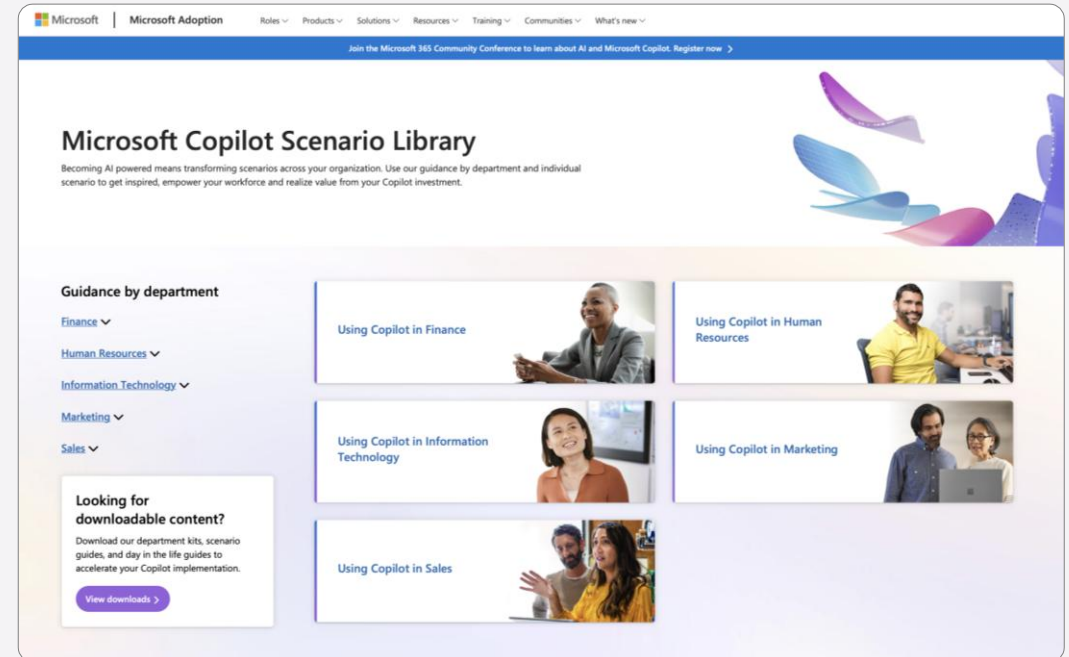 Microsoft
Microsoft Adoption
Roles
Products
Solutions
Resources
Training
Communities
What's new
Join the Microsoft 365 Community Conference to learn about AI and Microsoft Copilot. Register now
Microsoft Copilot Scenario Library
Becoming AI powered means transforming scenarios across your organization. Use our guidance by department and individual
scenario to get inspired, empower your workforce and realize value from your Copilot investment.
Guidance by department
Finance
Human Resources
Information Technology
Marketing
Sales
Looking for
downloadable content?
Download our department kits, scenario
guides, and day in the life guides to
accelerate your Copilot implementation.
View downloads
Using Copilot in Finance
Using Copilot in Human
Resources
Using Copilot in Information
Technology
Using Copilot in Marketing
Using Copilot in Sales